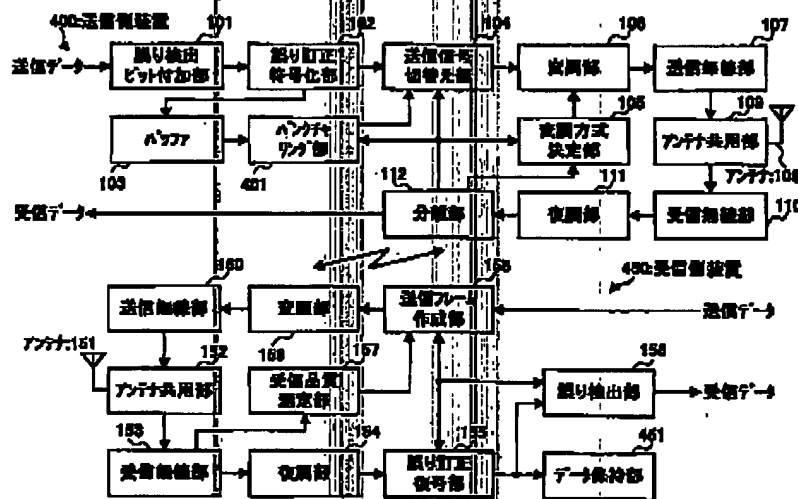 400:送信側装置
101
102
104
106
107
送信データ
誤り検出
ビット付加部
誤り訂正
符号化部
送信信号
切替え部
変調部
送信無線部
105
109
バッファ
パンクチャ
リング部
変調方式
決定部
アンテナ共用部
103
401
112
111
アンテナ:108
受信データ
分離部
復調部
受信無線部
110
160
155
450:受信側装置
送信無線部
変調部
送信フレーム
作成部
送信データ
159
157
アンテナ:151
152
158
アンテナ共用部
受信品質
測定部
誤り検出部
受信データ
153
154
451
受信無線部
復調部
誤り訂正
復号部
データ保持部